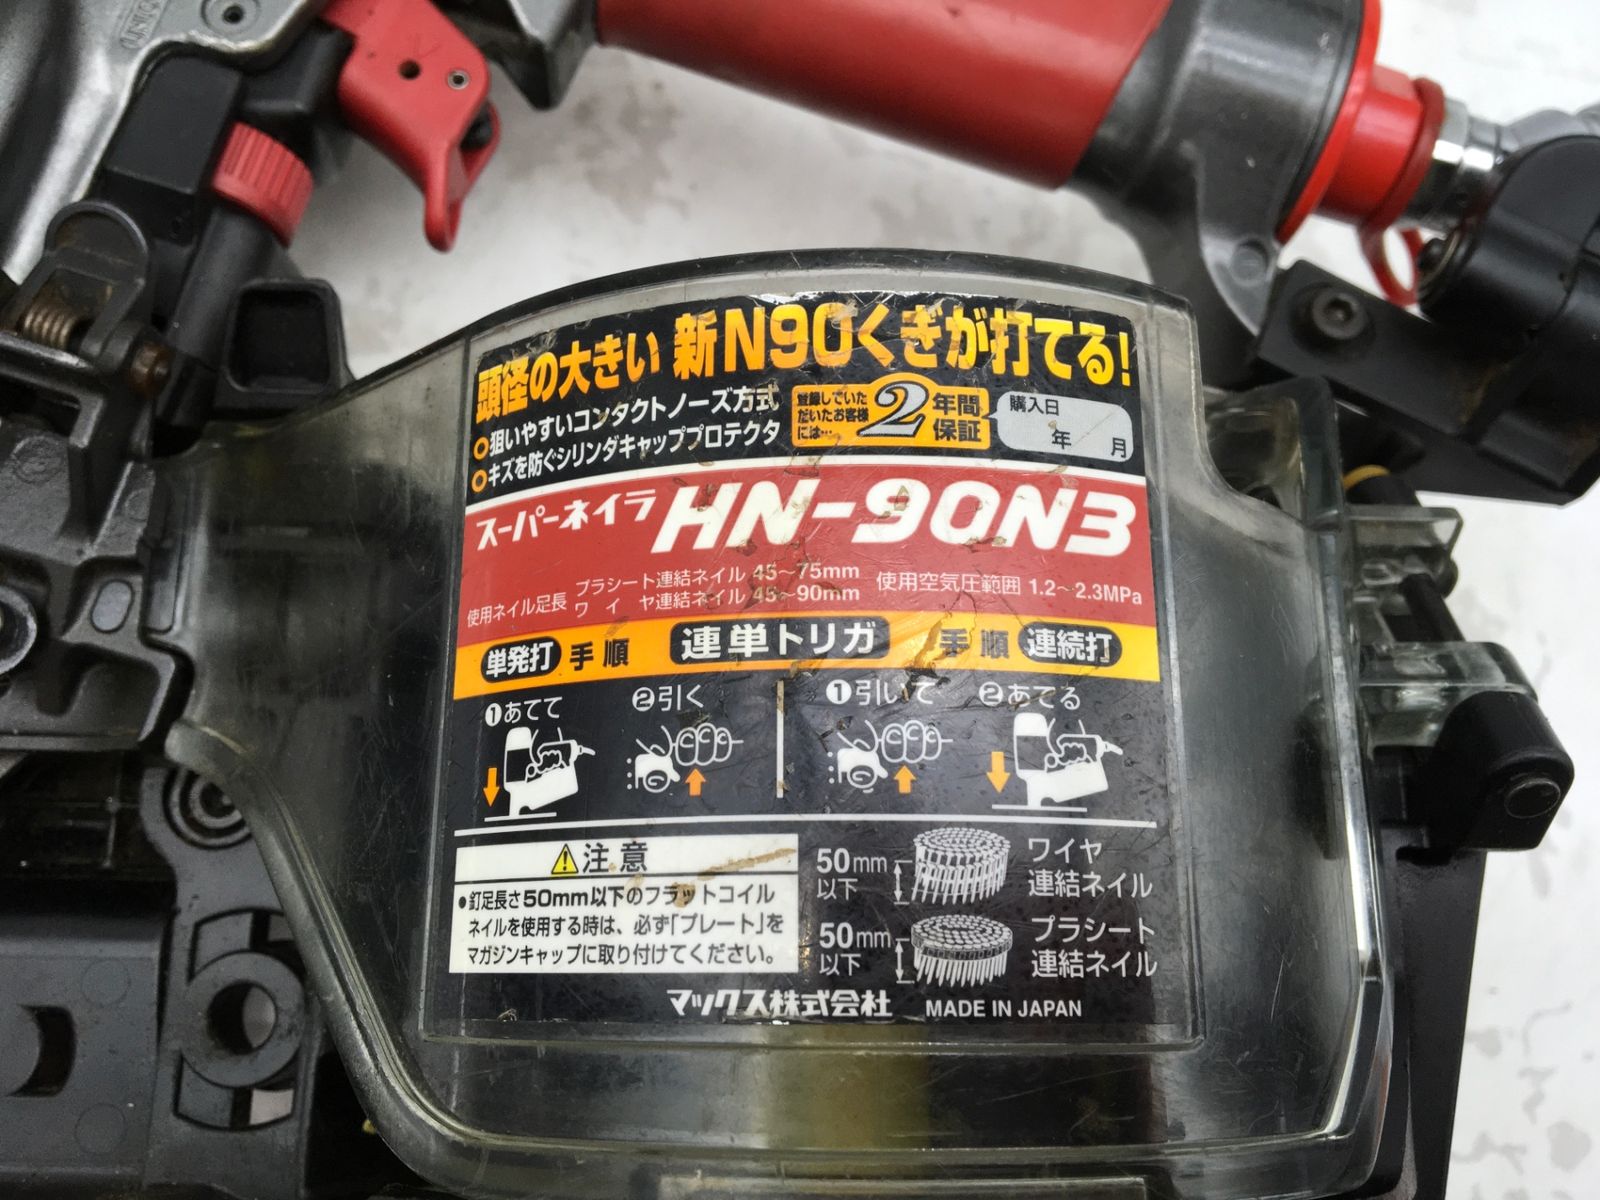 頭径の大きい 新N90くぎが打てる!
○狙いやすいコンタクトノーズ方式
○キズを防ぐシリンダキャッププロテクタ
登録していた
だいたお客様
には…
2年間
保証
購入日
年 月
スーパーネイラ HN-90N3
使用ネイル足長 プラシート連結ネイル 45~75mm
ワイヤ連結ネイル 45~90mm
使用空気圧範囲 1.2~2.3MPa
単発打 手順 連単トリガ 手順 連続打
❶あてて ❷引く ❶引いて ❷あてる
⚠注意
●釘足長さ50mm以下のフラットコイル
ネイルを使用する時は、必ず「プレート」を
マガジンキャップに取り付けてください。
50mm
以下
ワイヤ
連結ネイル
50mm
以下
プラシート
連結ネイル
マックス株式会社 MADE IN JAPAN